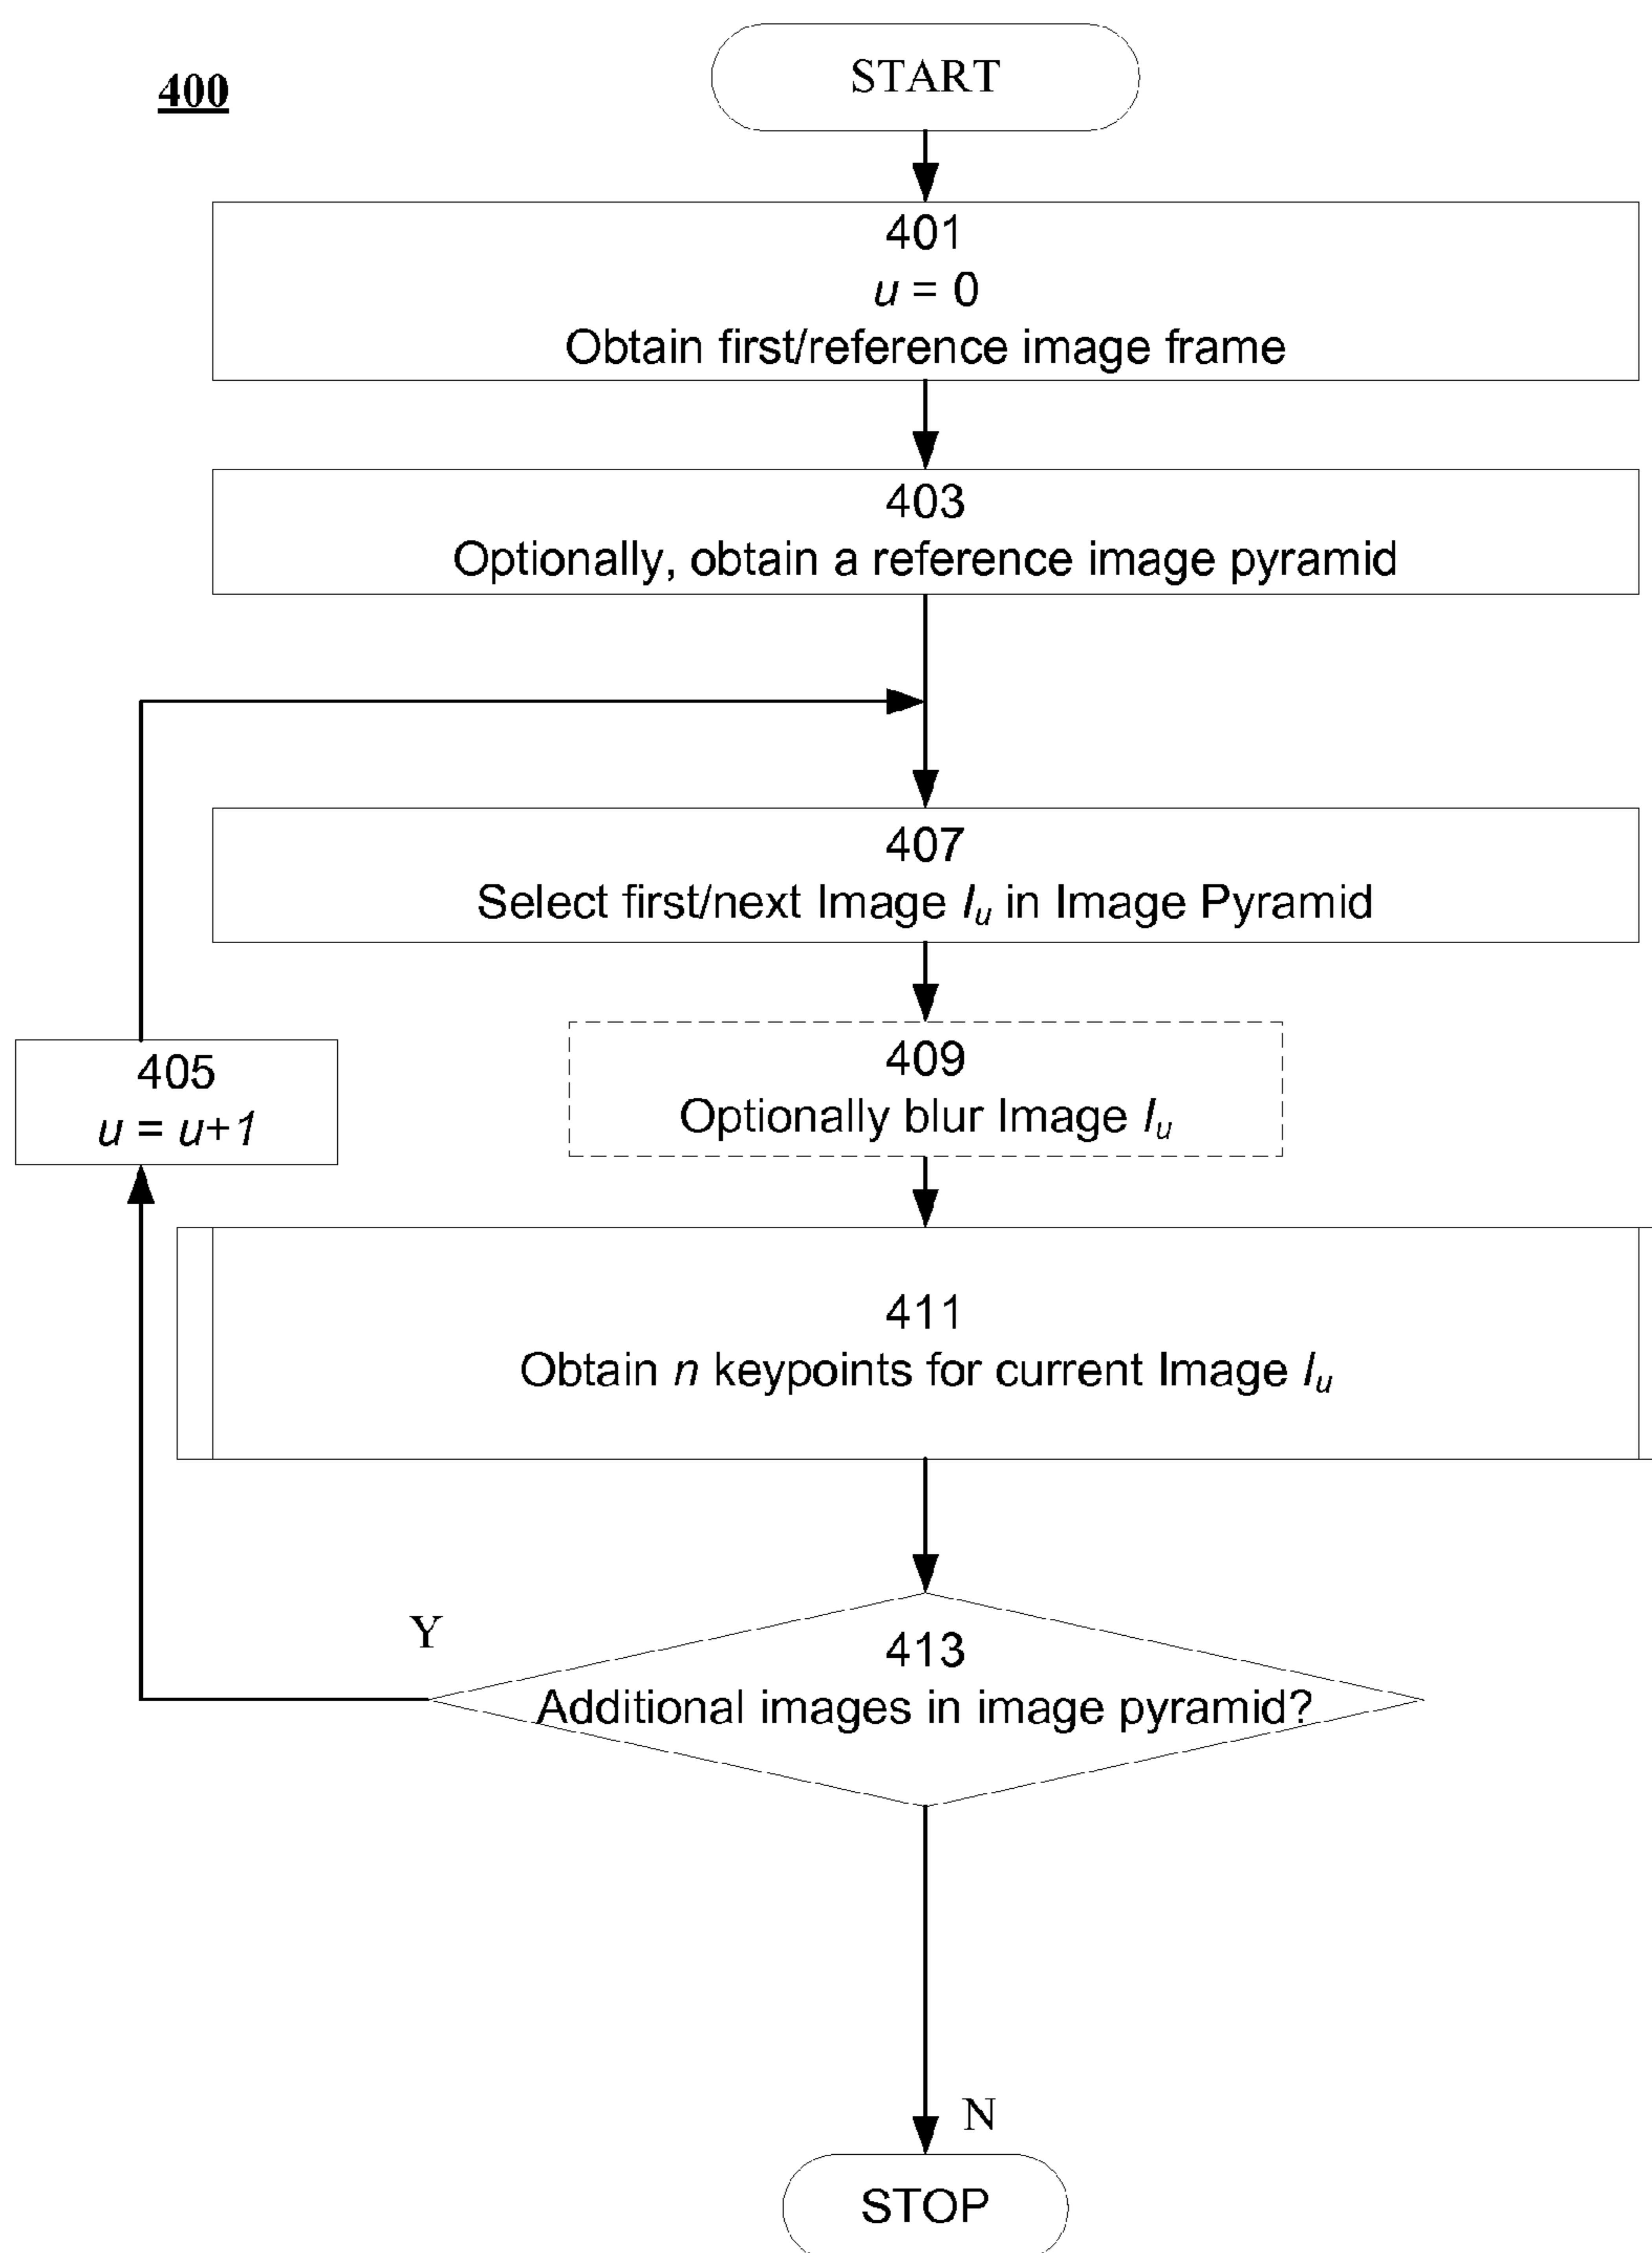 400
START
401
u = 0
Obtain first/reference image frame
403
Optionally, obtain a reference image pyramid
407
Select first/next Image Iu in Image Pyramid
405
u = u+1
409
Optionally blur Image Iu
411
Obtain n keypoints for current Image Iu
Y
413
Additional images in image pyramid?
N
STOP